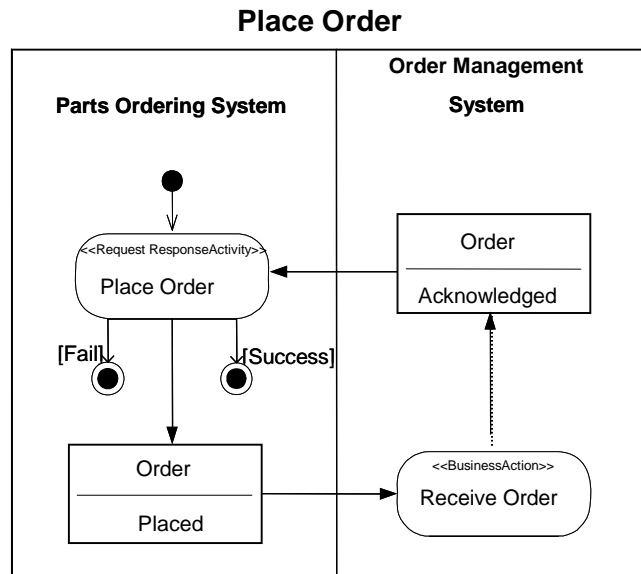 Place Order
Parts Ordering System
Order Management
System
<<Request ResponseActivity>>
Place Order
[Fail]
[Success]
Order
Placed
Order
Acknowledged
<<BusinessAction>>
Receive Order